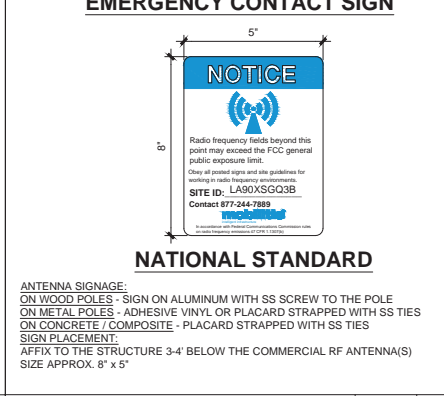 EMERGENCY CONTACT SIGN
5"
8"
NOTICE
Radio frequency fields beyond this
point may exceed the FCC general
public exposure limit.
Obey all posted signs and site guidelines for
working in radio frequency environments.
SITE ID: LA90XSGQ3B
Contact 877-244-7889
mobilitie
intelligent infrastructure
In accordance with Federal Communications Commission rules
on radio frequency emissions 47 CFR 1.1307(b)
NATIONAL STANDARD
ANTENNA SIGNAGE:
ON WOOD POLES - SIGN ON ALUMINUM WITH SS SCREW TO THE POLE
ON METAL POLES - ADHESIVE VINYL OR PLACARD STRAPPED WITH SS TIES
ON CONCRETE / COMPOSITE - PLACARD STRAPPED WITH SS TIES
SIGN PLACEMENT:
AFFIX TO THE STRUCTURE 3-4' BELOW THE COMMERCIAL RF ANTENNA(S)
SIZE APPROX. 8" x 5"